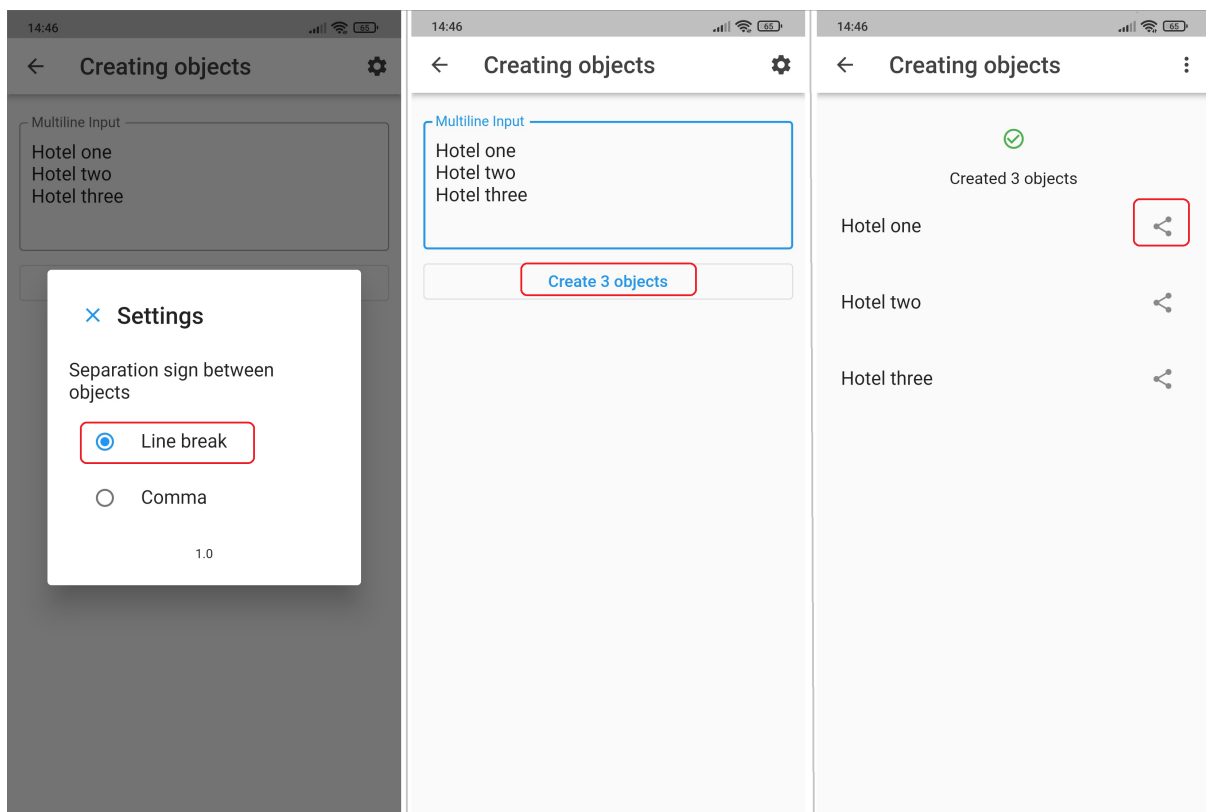 14:46
65
Creating objects
Multiline Input
Hotel one
Hotel two
Hotel three
Settings
Separation sign between
objects
Line break
Comma
1.0
14:46
65
Creating objects
Multiline Input
Hotel one
Hotel two
Hotel three
Create 3 objects
14:46
65
Creating objects
Created 3 objects
Hotel one
Hotel two
Hotel three